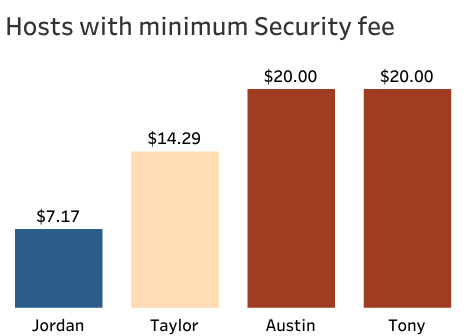 Hosts with minimum Security fee
$20.00 $20.00
$14.29
$7.17
Jordan Taylor Austin Tony